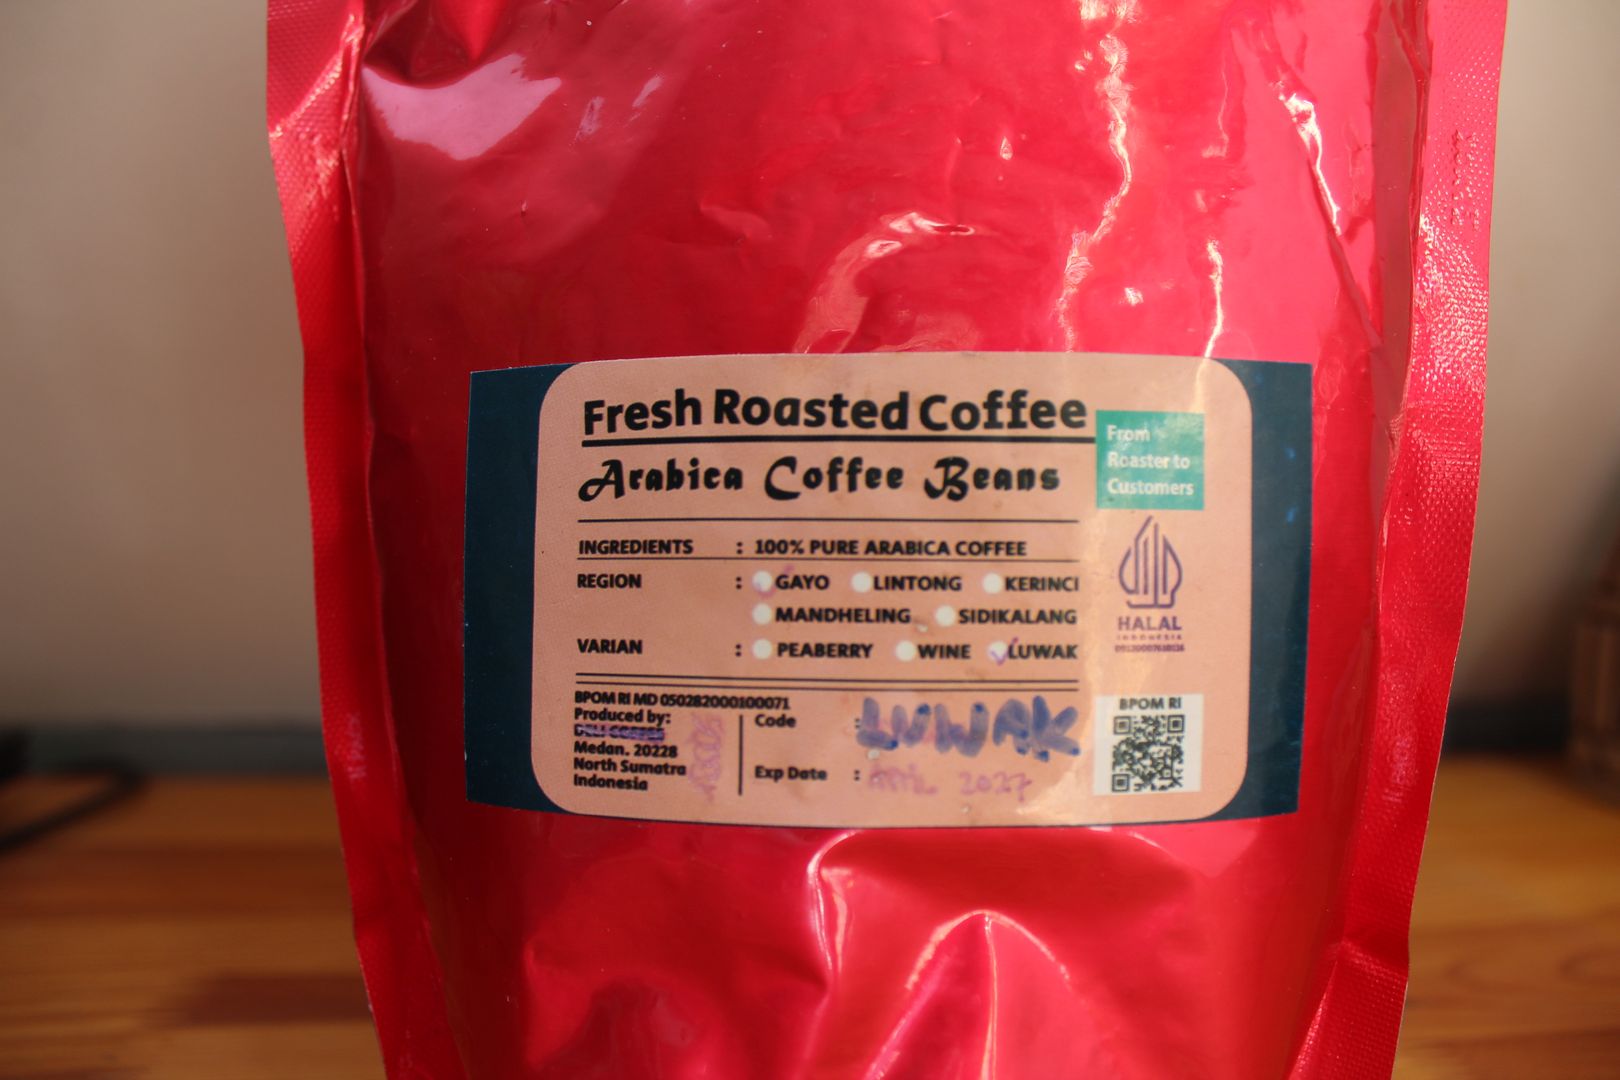 Fresh Roasted Coffee
Arabica Coffee Beans
From
Roaster to
Customers
INGREDIENTS : 100% PURE ARABICA COFFEE
REGION : GAYO LINTONG KERINCI
MANDHELING SIDIKALANG
VARIAN : PEABERRY WINE LUWAK
HALAL
INDONESIA
BPOM RI MD 050282000100071
Produced by:
Medan. 20228
North Sumatra
Indonesia
Code : LUWAK
Exp Date : 2027
BPOM RI